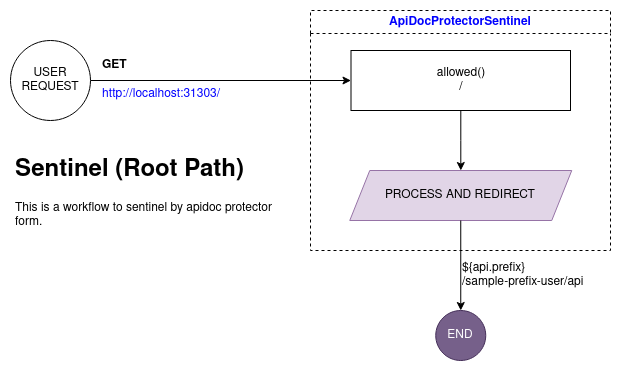 ApiDocProtectorSentinel
USER
REQUEST
GET
http://localhost:31303/
allowed()
/
Sentinel (Root Path)
This is a workflow to sentinel by apidoc protector
form.
PROCESS AND REDIRECT
${api.prefix}
/sample-prefix-user/api
END